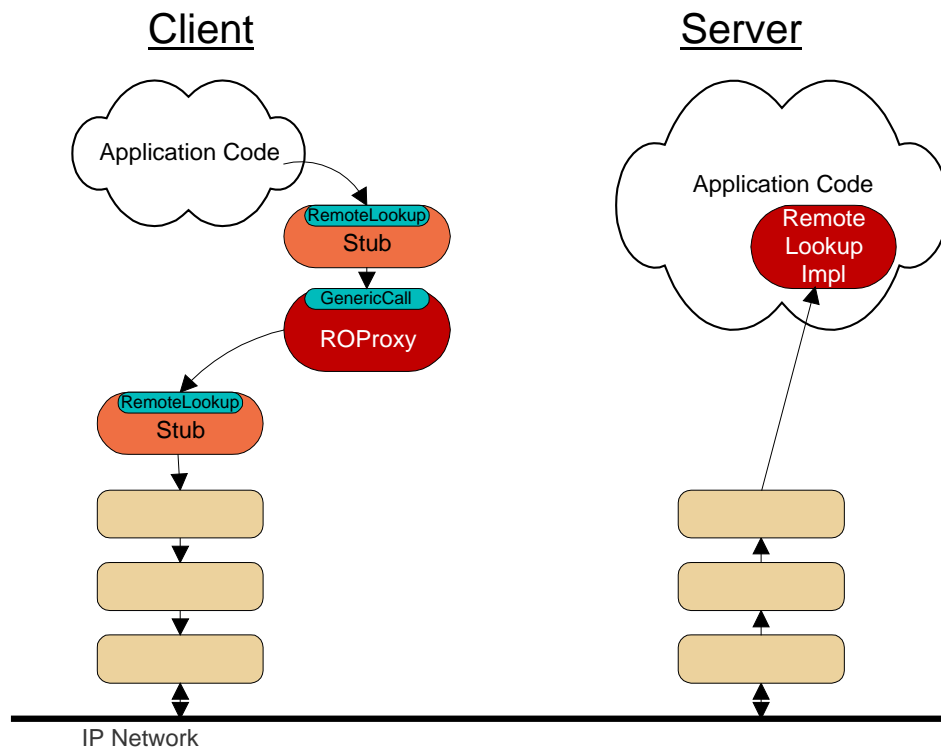 Client
Server
Application Code
RemoteLookup
Stub
GenericCall
ROProxy
RemoteLookup
Stub
Application Code
Remote
Lookup
Impl
IP Network